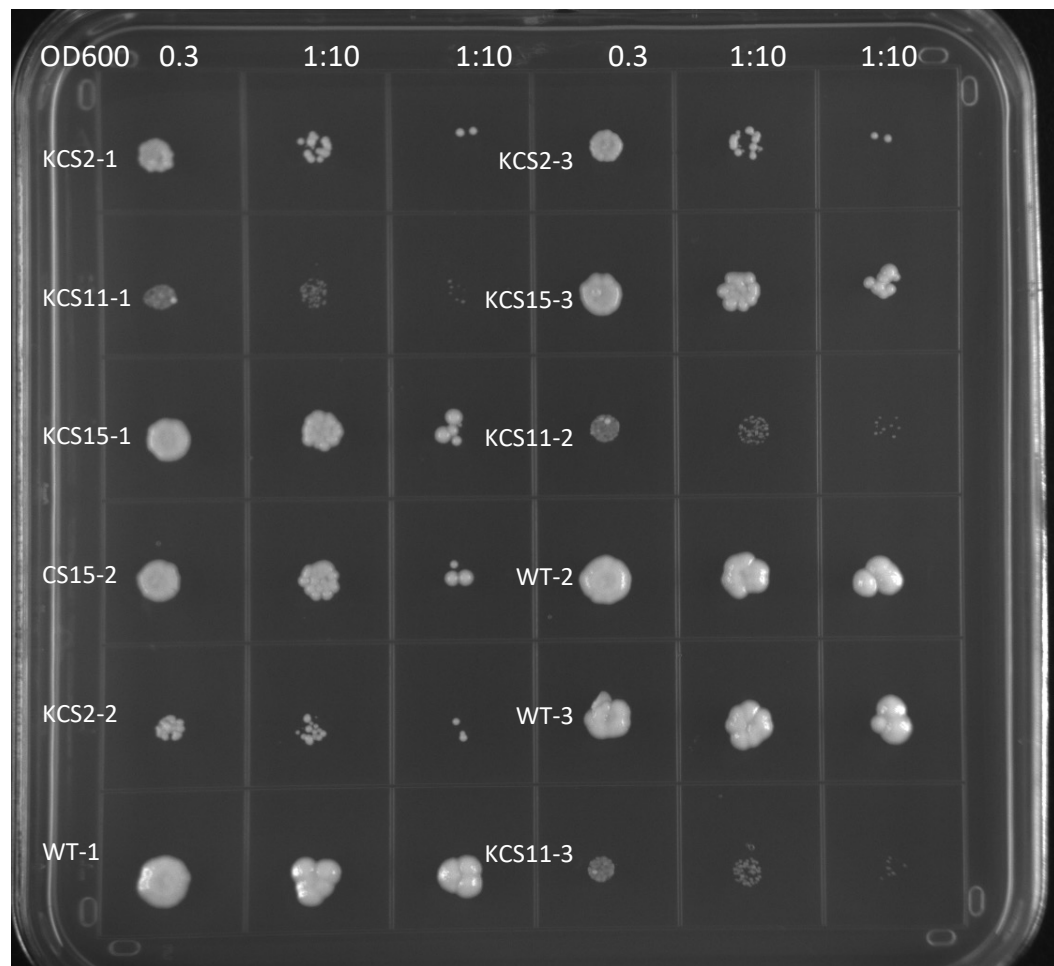 OD600 0.3 1:10 1:10 0.3 1:10 1:10
KCS2-1 KCS2-3
KCS11-1 KCS15-3
KCS15-1 KCS11-2
CS15-2 WT-2
KCS2-2 WT-3
WT-1 KCS11-3